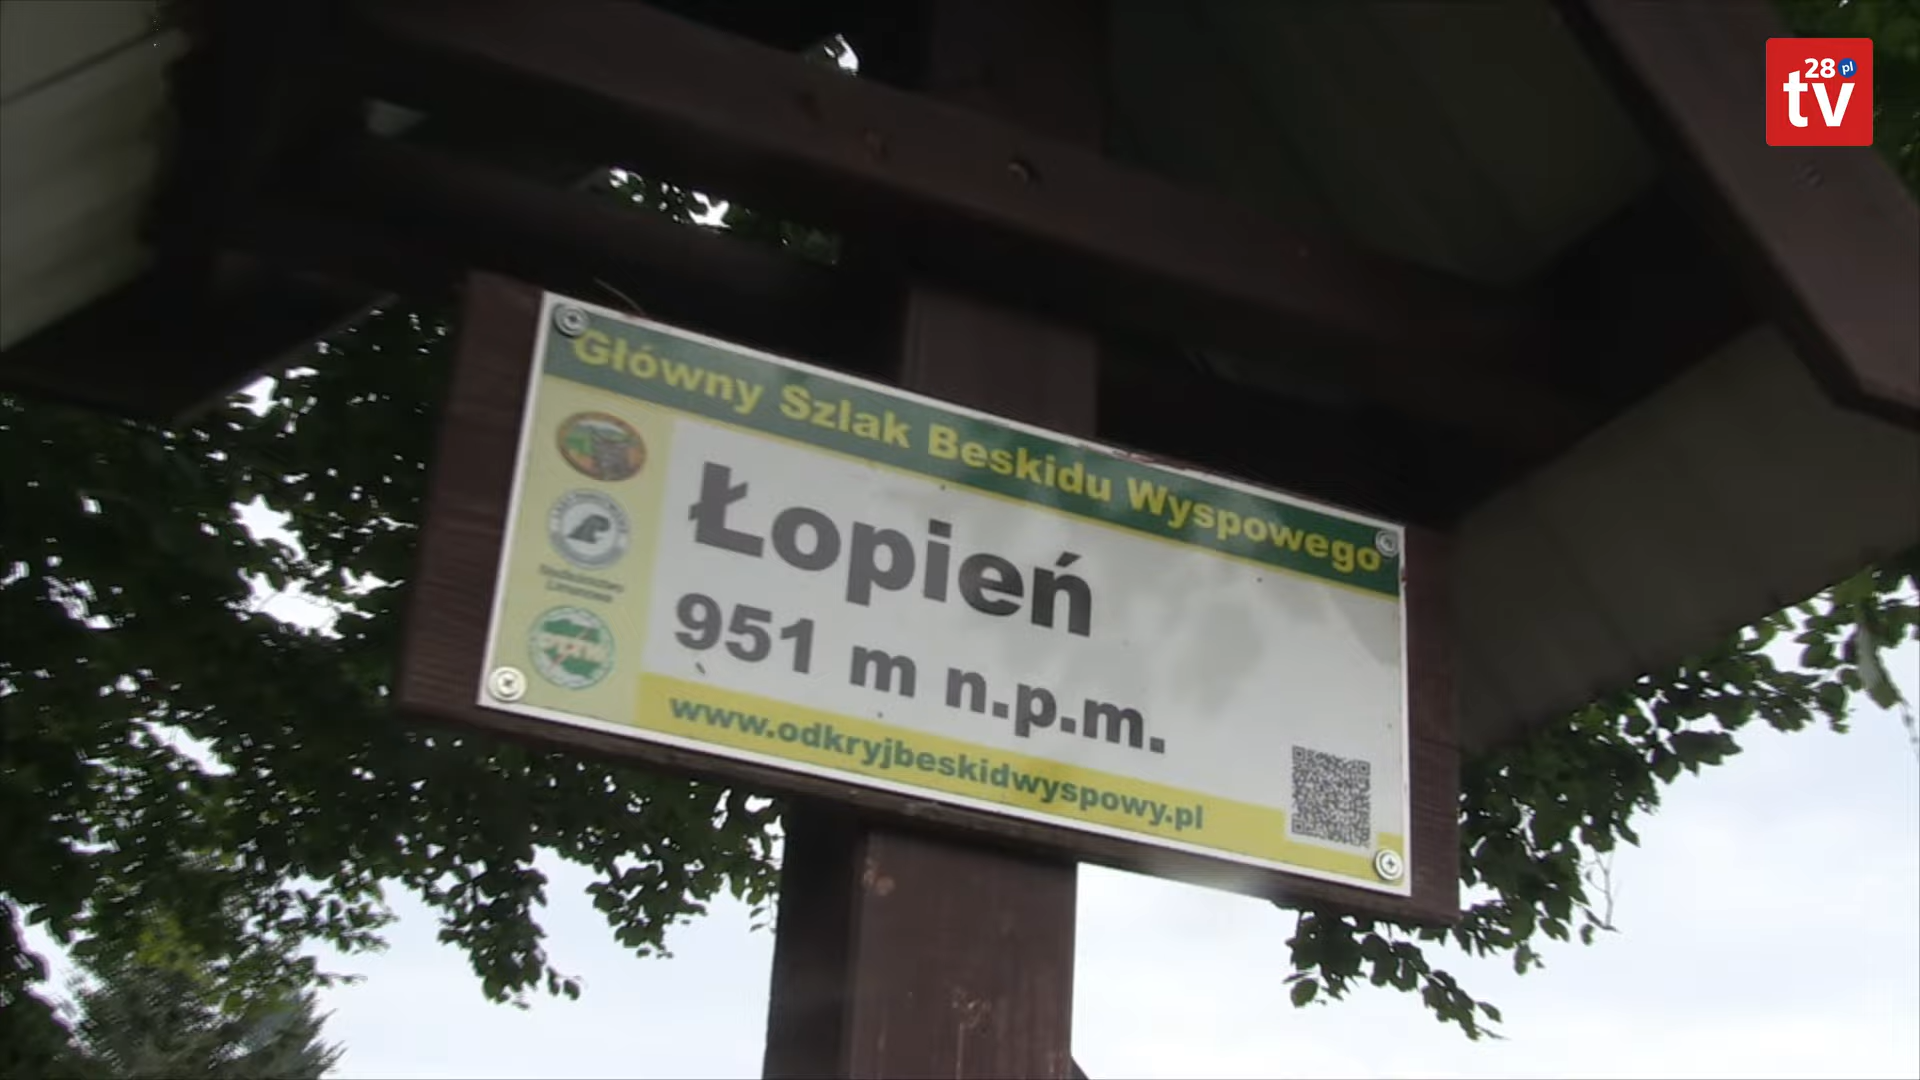 28 pl
tv
Główny Szlak Beskidu Wyspowego
Łopień
951 m n.p.m.
www.odkryjbeskidwyspowy.pl